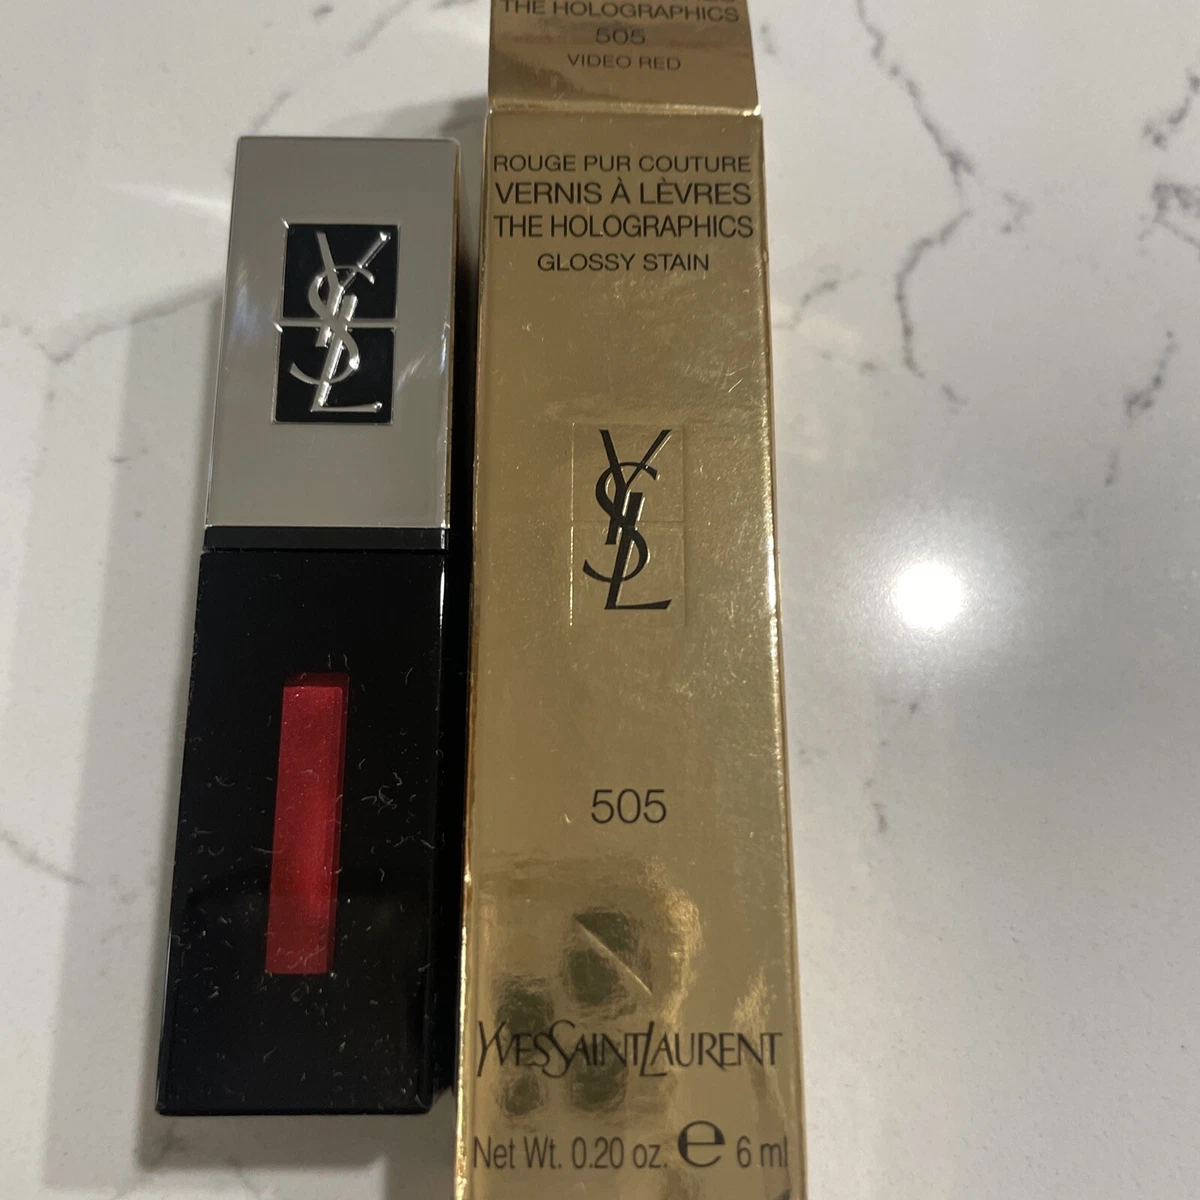 THE HOLOGRAPHICS
505
VIDEO RED
ROUGE PUR COUTURE
VERNIS À LÈVRES
THE HOLOGRAPHICS
GLOSSY STAIN
YSL
YSL
505
YVESSAINTLAURENT
Net Wt. 0.20 oz. e 6 ml